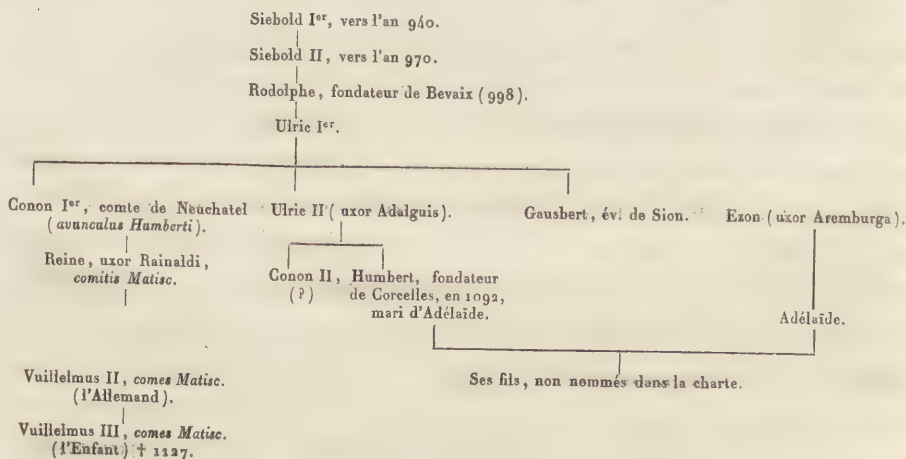 Siebold Iᵉʳ, vers l'an 940.
Siebold II, vers l'an 970.
Rodolphe, fondateur de Bevaix (998).
Ulric Iᵉʳ.
Conon Iᵉʳ, comte de Neuchatel
(avunculus Humberti).
Ulric II (uxor Adalguis).
Gausbert, év. de Sion.
Ezon (uxor Aremburga).
Reine, uxor Rainaldi,
comitis Matisc.
Conon II,
(?)
Humbert, fondateur
de Corcelles, en 1092,
mari d'Adélaïde.
Adélaïde.
Vuillelmus II, comes Matisc.
(l'Allemand).
Ses fils, non nommés dans la charte.
Vuillelmus III, comes Matisc.
(l'Enfant) † 1127.